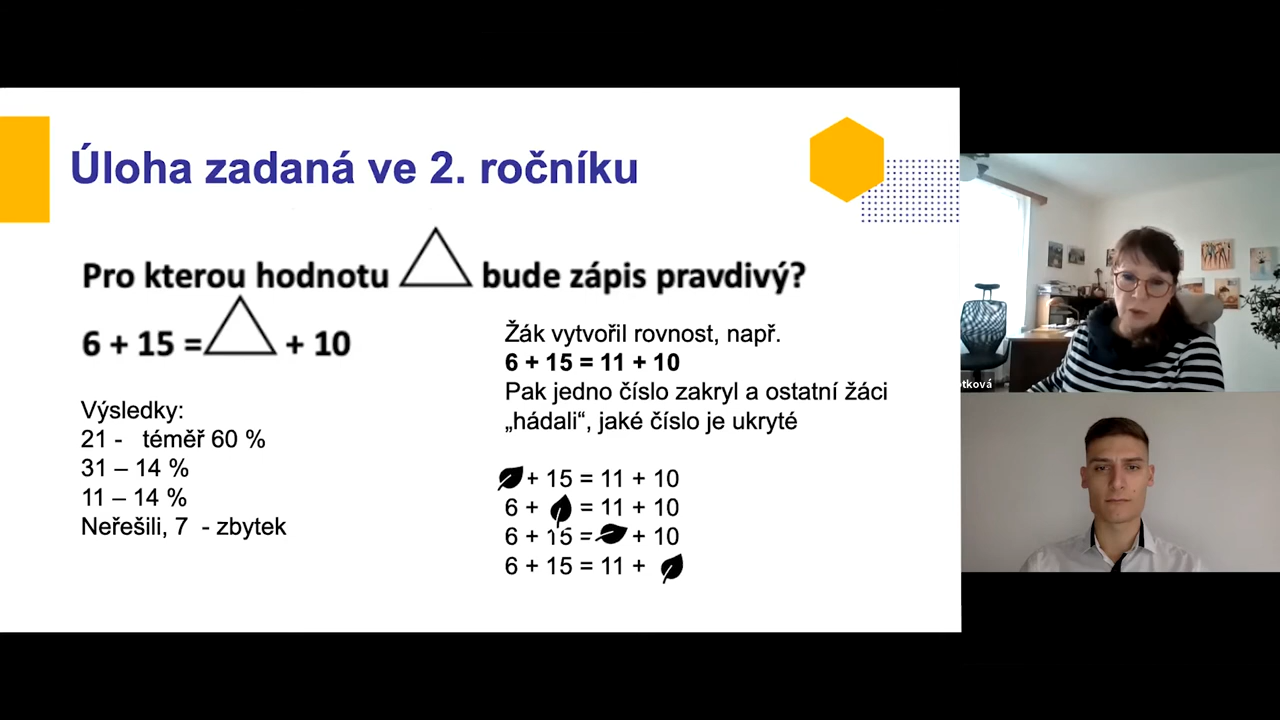 Úloha zadaná ve 2. ročníku
Pro kterou hodnotu bude zápis pravdivý?
6 + 15 = + 10
Výsledky:
21 - téměř 60 %
31 – 14 %
11 – 14 %
Neřešili, 7 - zbytek
Žák vytvořil rovnost, např.
6 + 15 = 11 + 10
Pak jedno číslo zakryl a ostatní žáci
„hádali“, jaké číslo je ukryté
+ 15 = 11 + 10
6 + = 11 + 10
6 + 15 = + 10
6 + 15 = 11 +